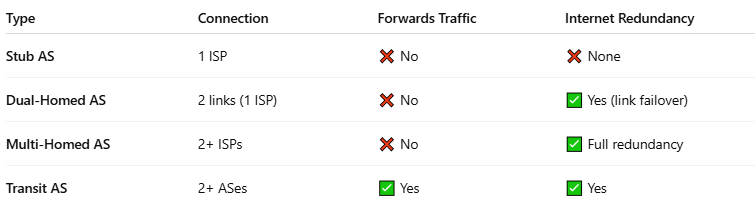 Type Connection Forwards Traffic Internet Redundancy
Stub AS 1 ISP ❌ No ❌ None
Dual-Homed AS 2 links (1 ISP) ❌ No ✅ Yes (link failover)
Multi-Homed AS 2+ ISPs ❌ No ✅ Full redundancy
Transit AS 2+ ASes ✅ Yes ✅ Yes